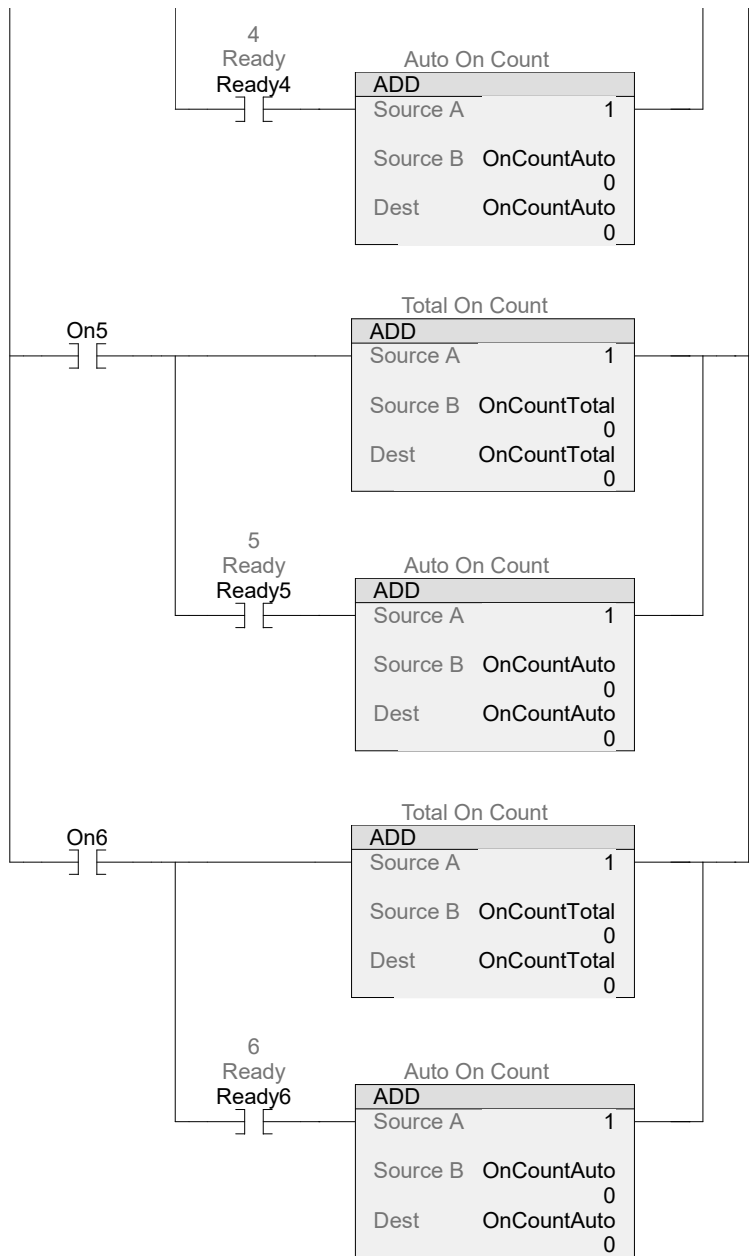 4
Ready
Ready4
Auto On Count
ADD
Source A 1
Source B OnCountAuto
0
Dest OnCountAuto
0
On5
Total On Count
ADD
Source A 1
Source B OnCountTotal
0
Dest OnCountTotal
0
5
Ready
Ready5
Auto On Count
ADD
Source A 1
Source B OnCountAuto
0
Dest OnCountAuto
0
On6
Total On Count
ADD
Source A 1
Source B OnCountTotal
0
Dest OnCountTotal
0
6
Ready
Ready6
Auto On Count
ADD
Source A 1
Source B OnCountAuto
0
Dest OnCountAuto
0